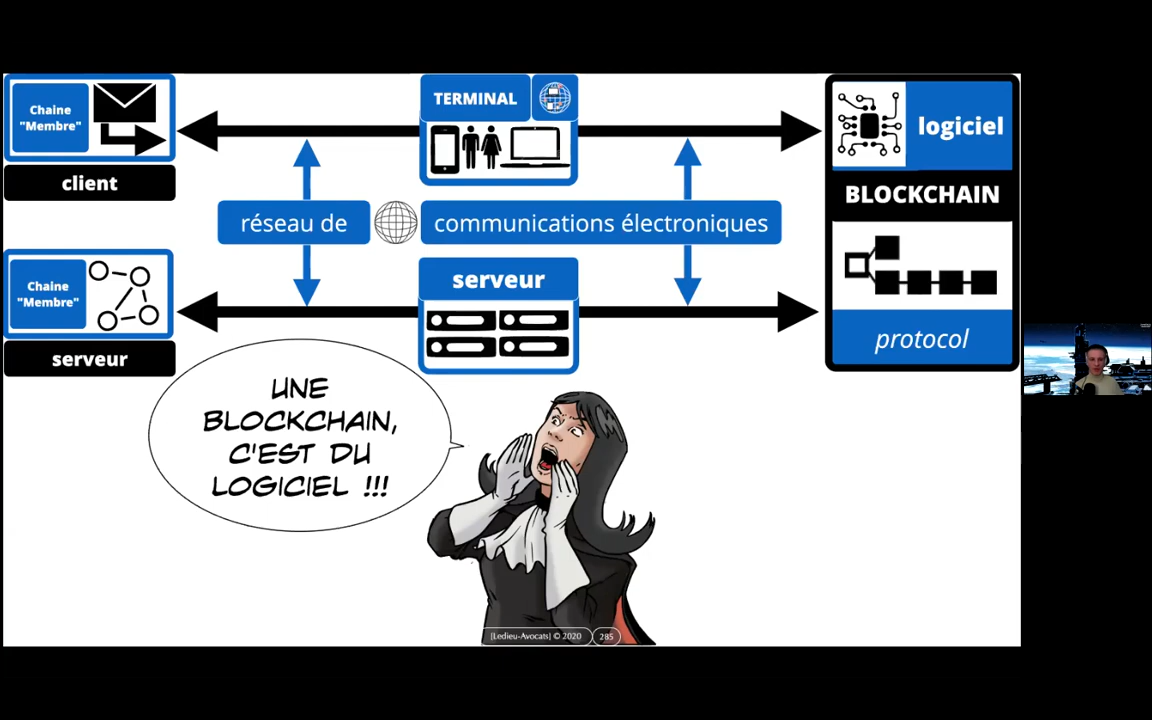 Chaine
"Membre"
client
TERMINAL
logiciel
BLOCKCHAIN
protocol
réseau de
communications électroniques
Chaine
"Membre"
serveur
serveur
UNE
BLOCKCHAIN,
C'EST DU
LOGICIEL !!!
[Ledieu-Avocats] © 2020
285